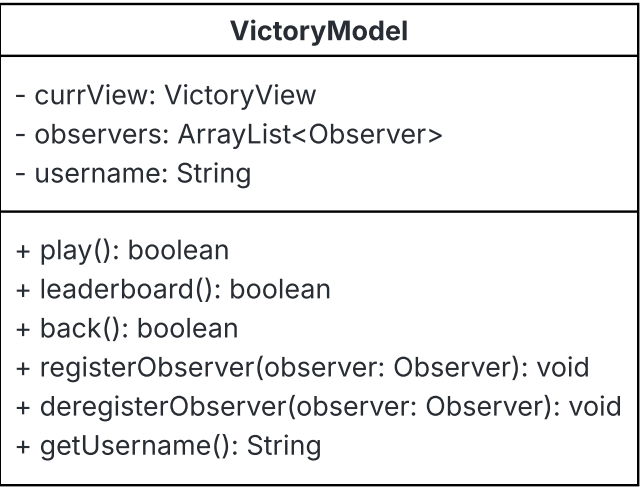 VictoryModel
- currView: VictoryView
- observers: ArrayList<Observer>
- username: String
+ play(): boolean
+ leaderboard(): boolean
+ back(): boolean
+ registerObserver(observer: Observer): void
+ deregisterObserver(observer: Observer): void
+ getUsername(): String